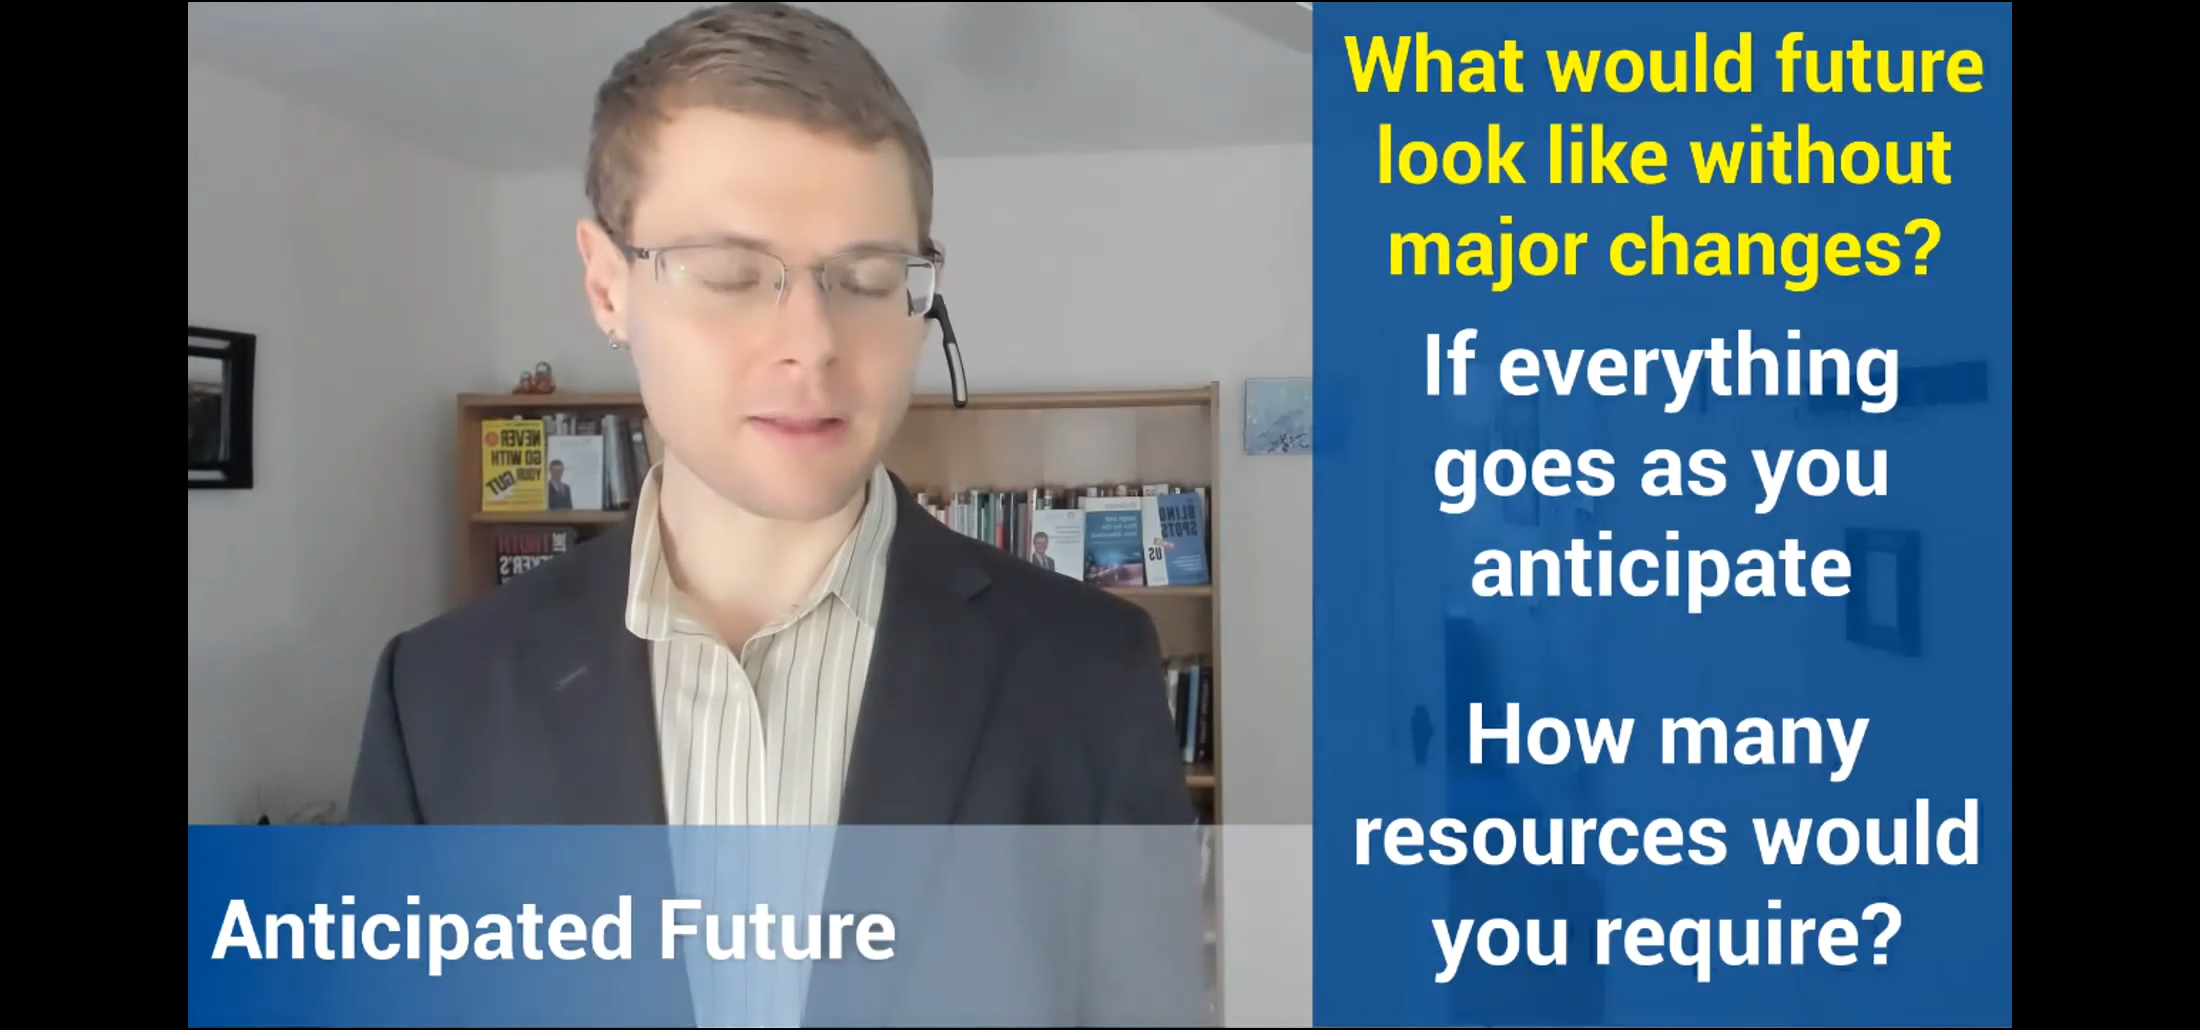 What would future
look like without
major changes?
If everything
goes as you
anticipate
How many
resources would
you require?
Anticipated Future
NEVER
GO WITH
YOUR
GUT
BLIND
SPOTS
US